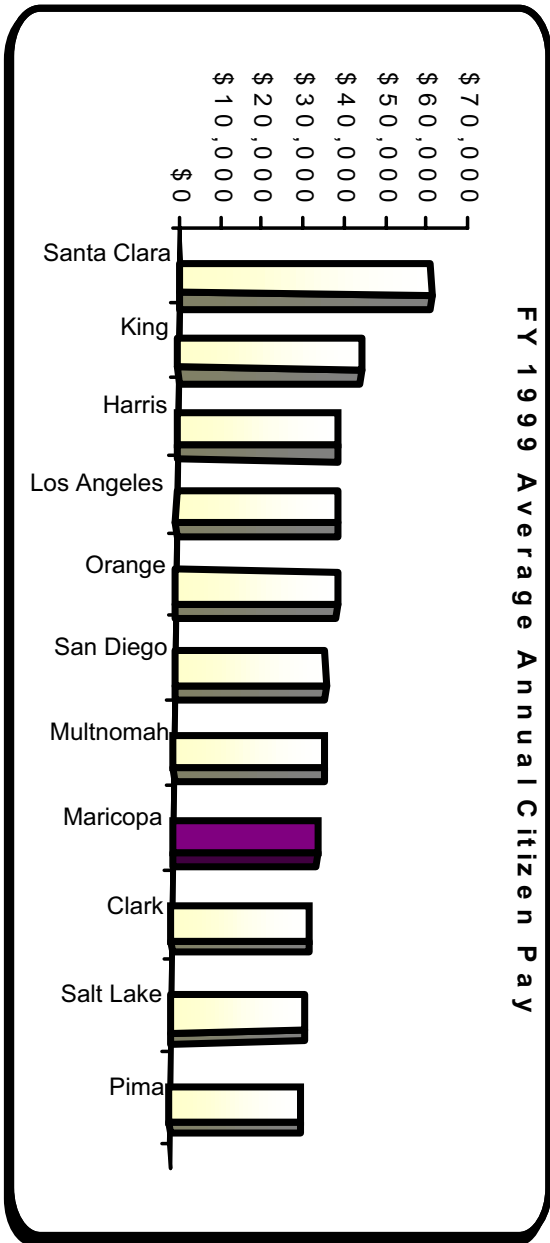 FY 1999 Average Annual Citizen Pay
$70,000
$60,000
$50,000
$40,000
$30,000
$20,000
$10,000
$0
Santa Clara
King
Harris
Los Angeles
Orange
San Diego
Multnomah
Maricopa
Clark
Salt Lake
Pima